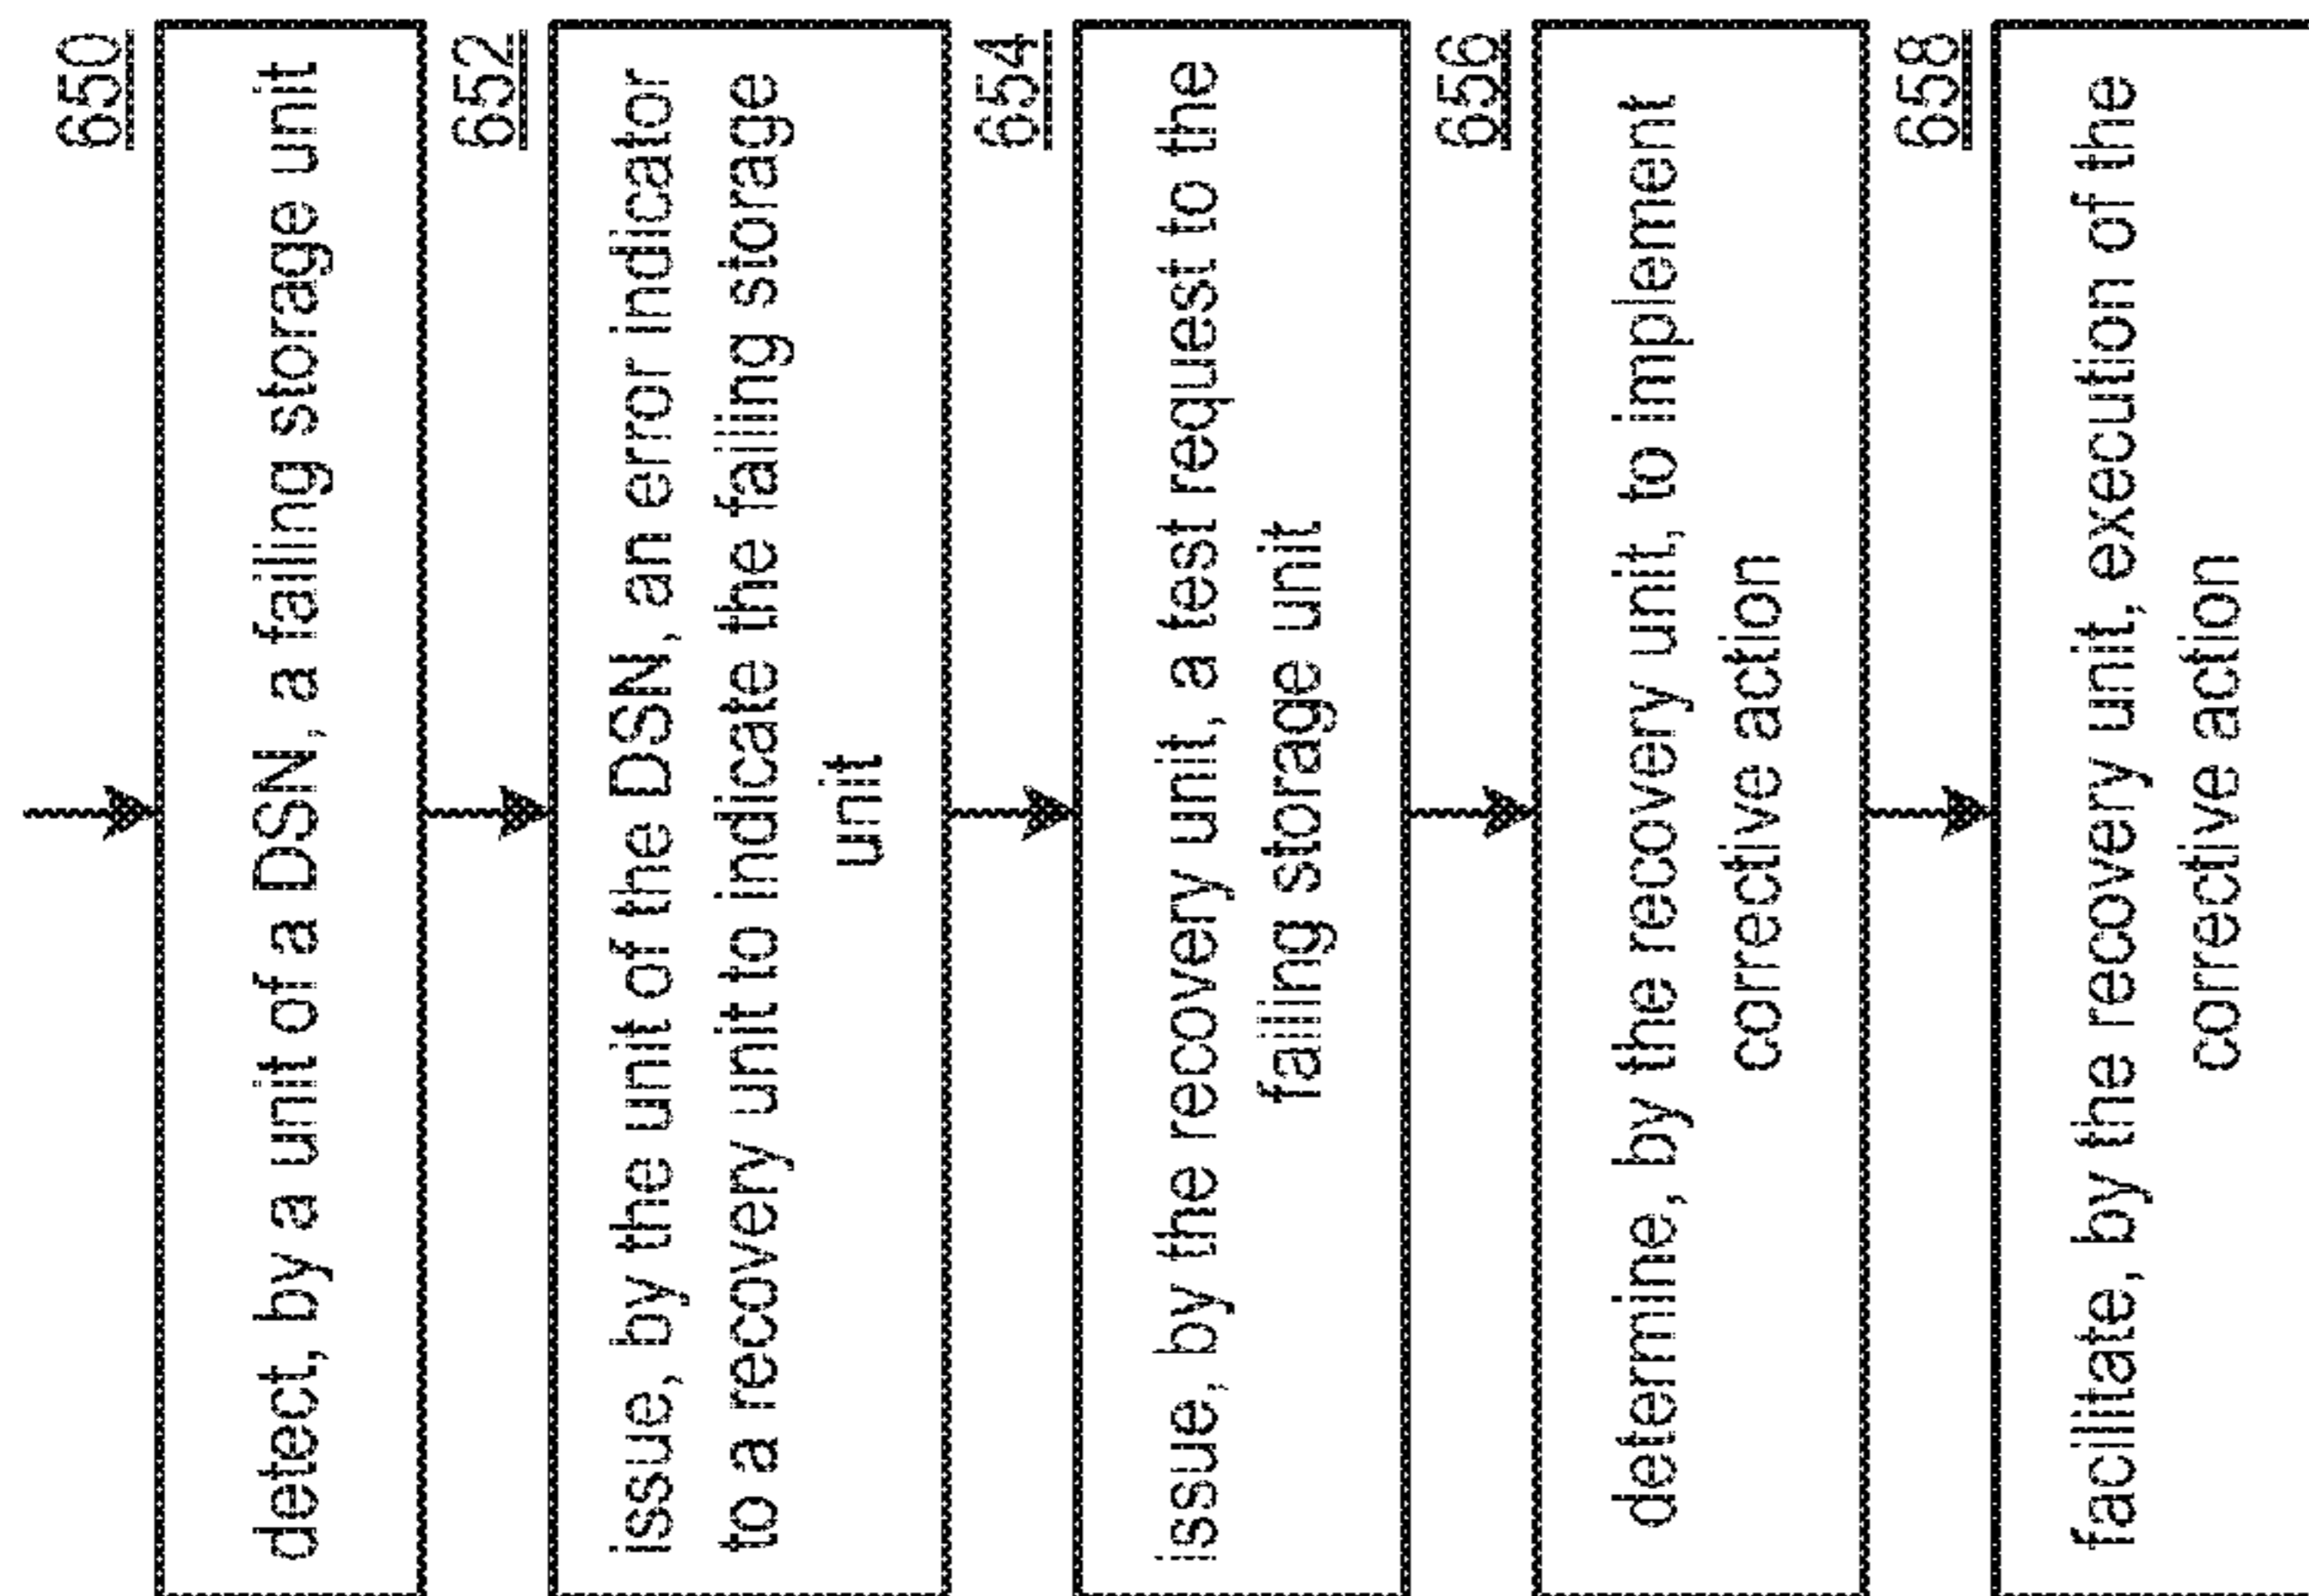 650
detect, by a unit of a DSN, a failing storage unit
652
issue, by the unit of the DSN, an error indicator
to a recovery unit to indicate the failing storage
unit
654
issue, by the recovery unit, a test request to the
failing storage unit
656
determine, by the recovery unit, to implement
corrective action
658
facilitate, by the recovery unit, execution of the
corrective action